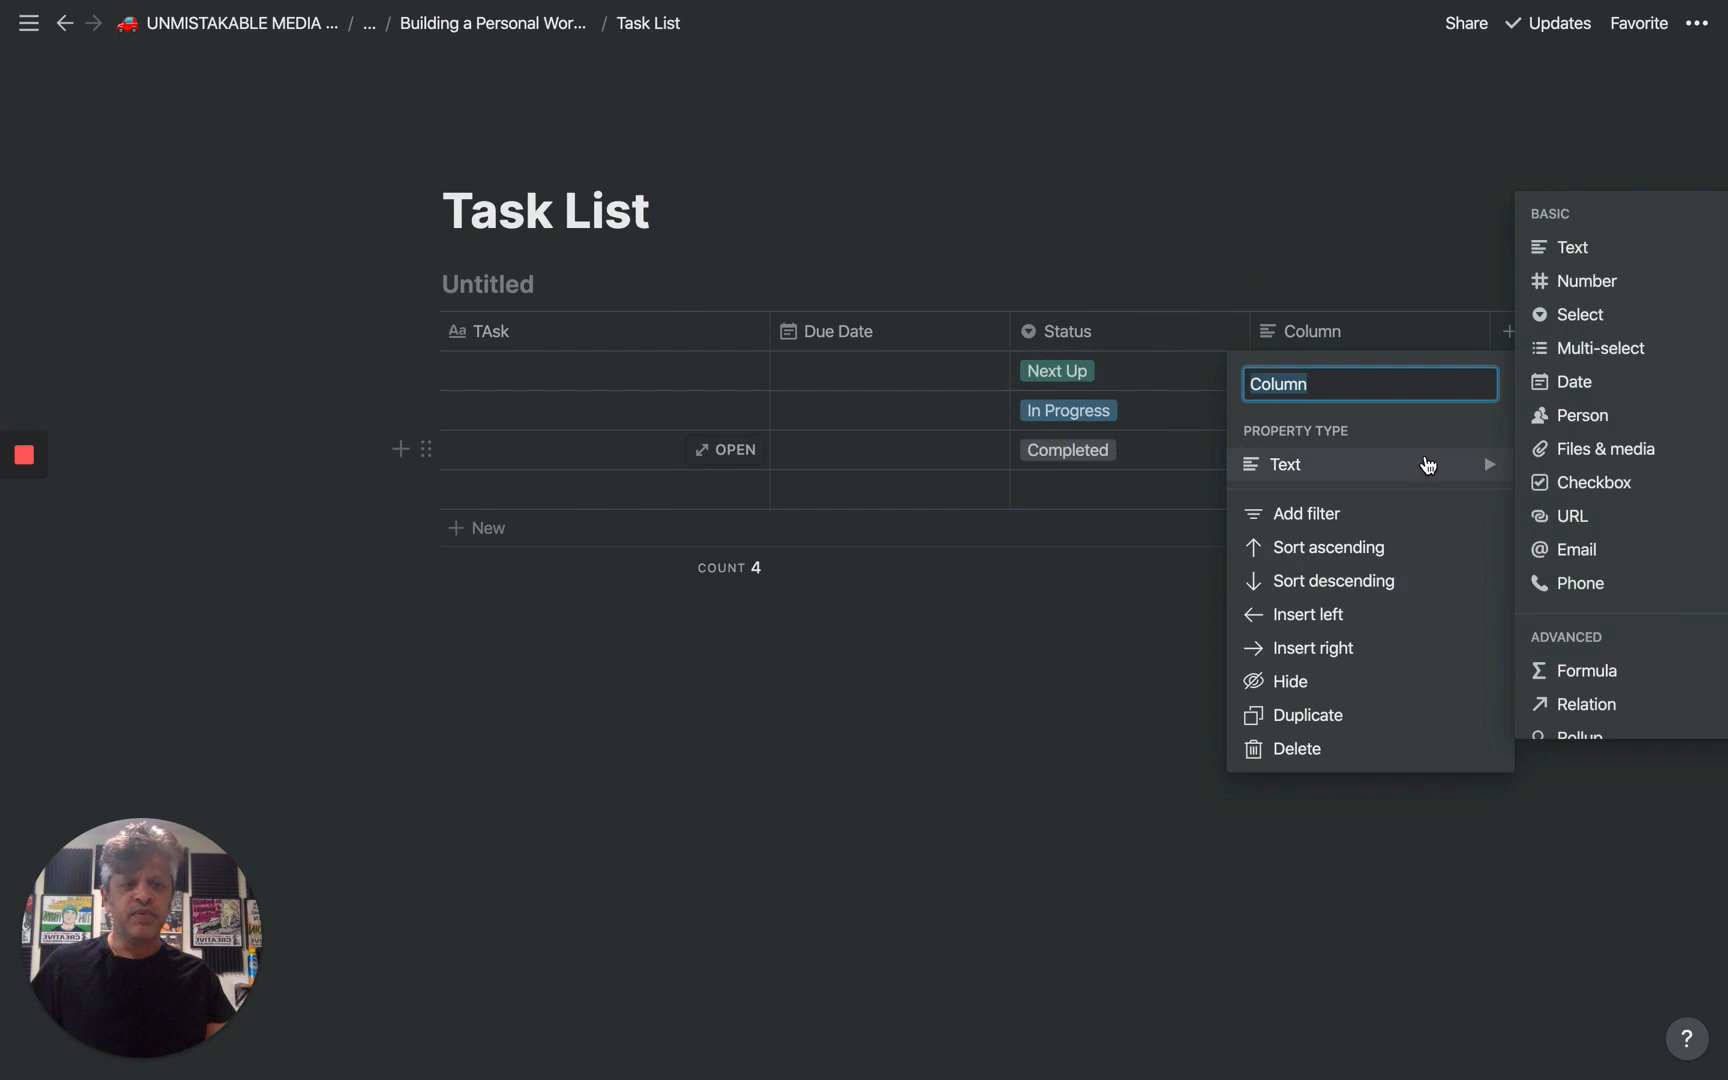 UNMISTAKABLE MEDIA ... / ... / Building a Personal Wor... / Task List
Share Updates Favorite
Task List
Untitled
Aa TAsk Due Date Status Column
Next Up
In Progress
OPEN Completed
New
COUNT 4
Column
PROPERTY TYPE
Text
Add filter
Sort ascending
Sort descending
Insert left
Insert right
Hide
Duplicate
Delete
BASIC
Text
Number
Select
Multi-select
Date
Person
Files & media
Checkbox
URL
@ Email
Phone
ADVANCED
Σ Formula
Relation
Rollup
?